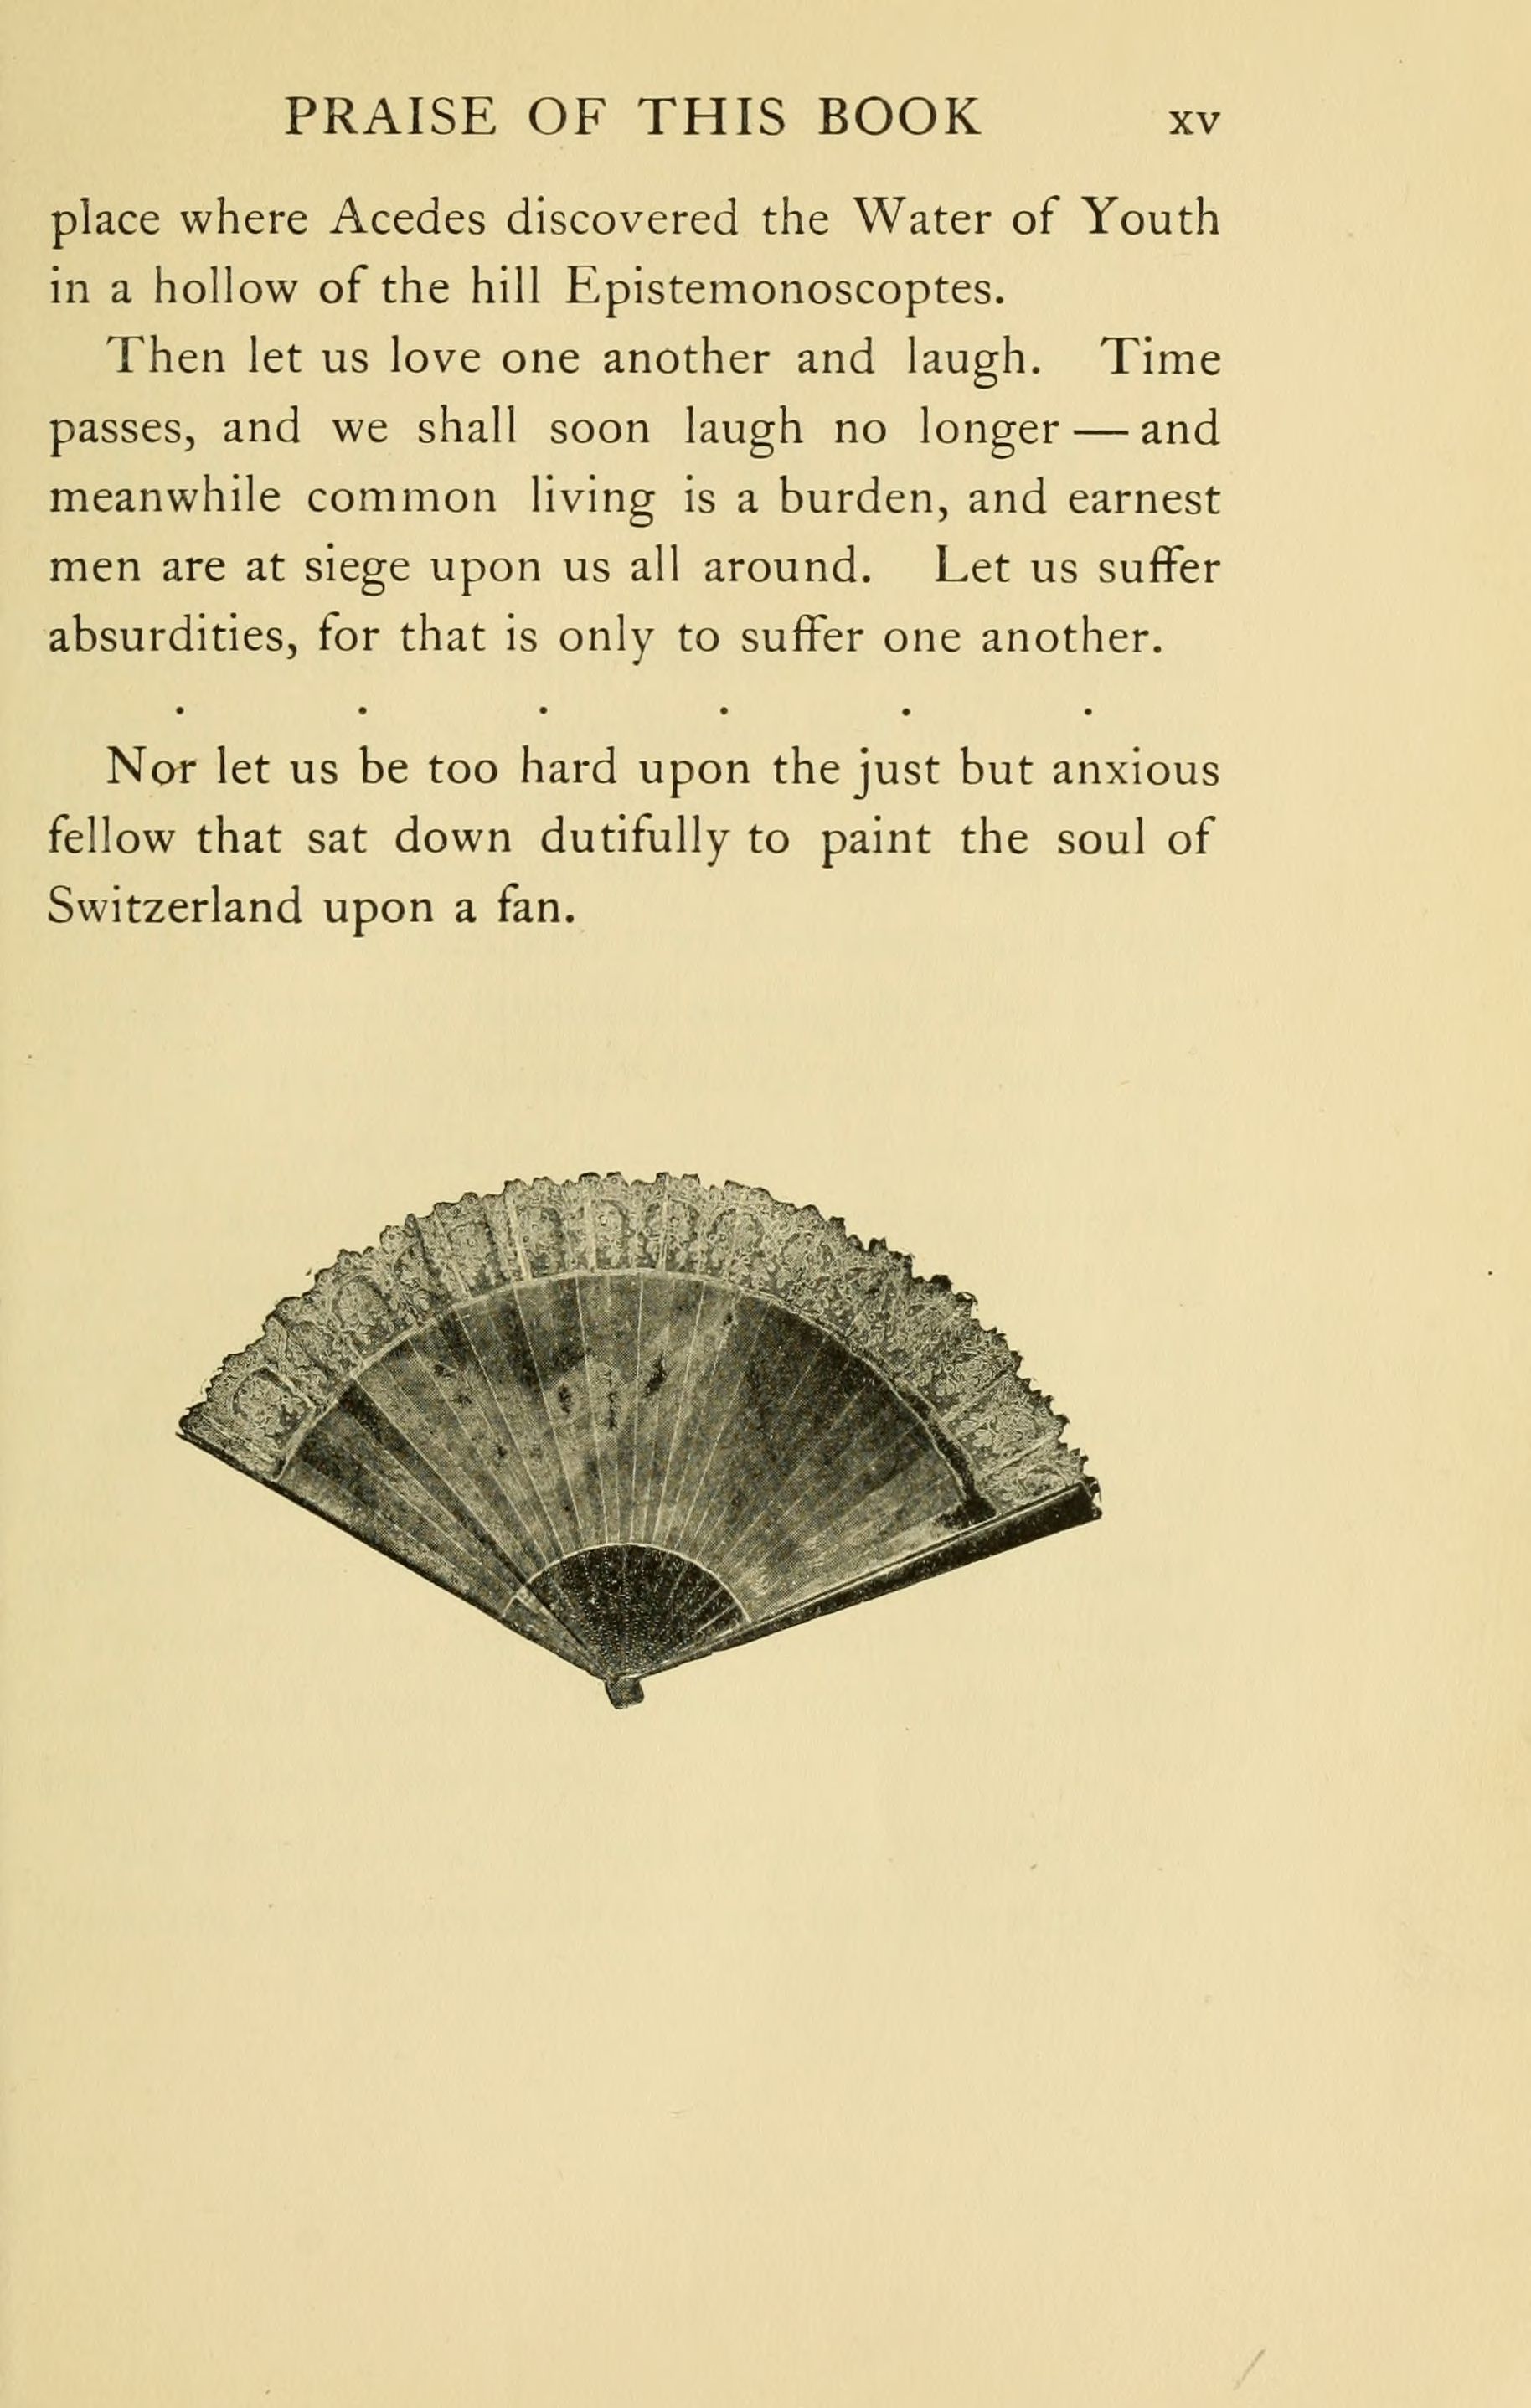 PRAISE OF THIS BOOK xv
place where Acedes discovered the Water of Youth
in a hollow of the hill Epistemonoscoptes.
Then let us love one another and laugh. Time
passes, and we shall soon laugh no longer — and
meanwhile common living is a burden, and earnest
men are at siege upon us all around. Let us suffer
absurdities, for that is only to suffer one another.
. . . . . .
Nor let us be too hard upon the just but anxious
fellow that sat down dutifully to paint the soul of
Switzerland upon a fan.